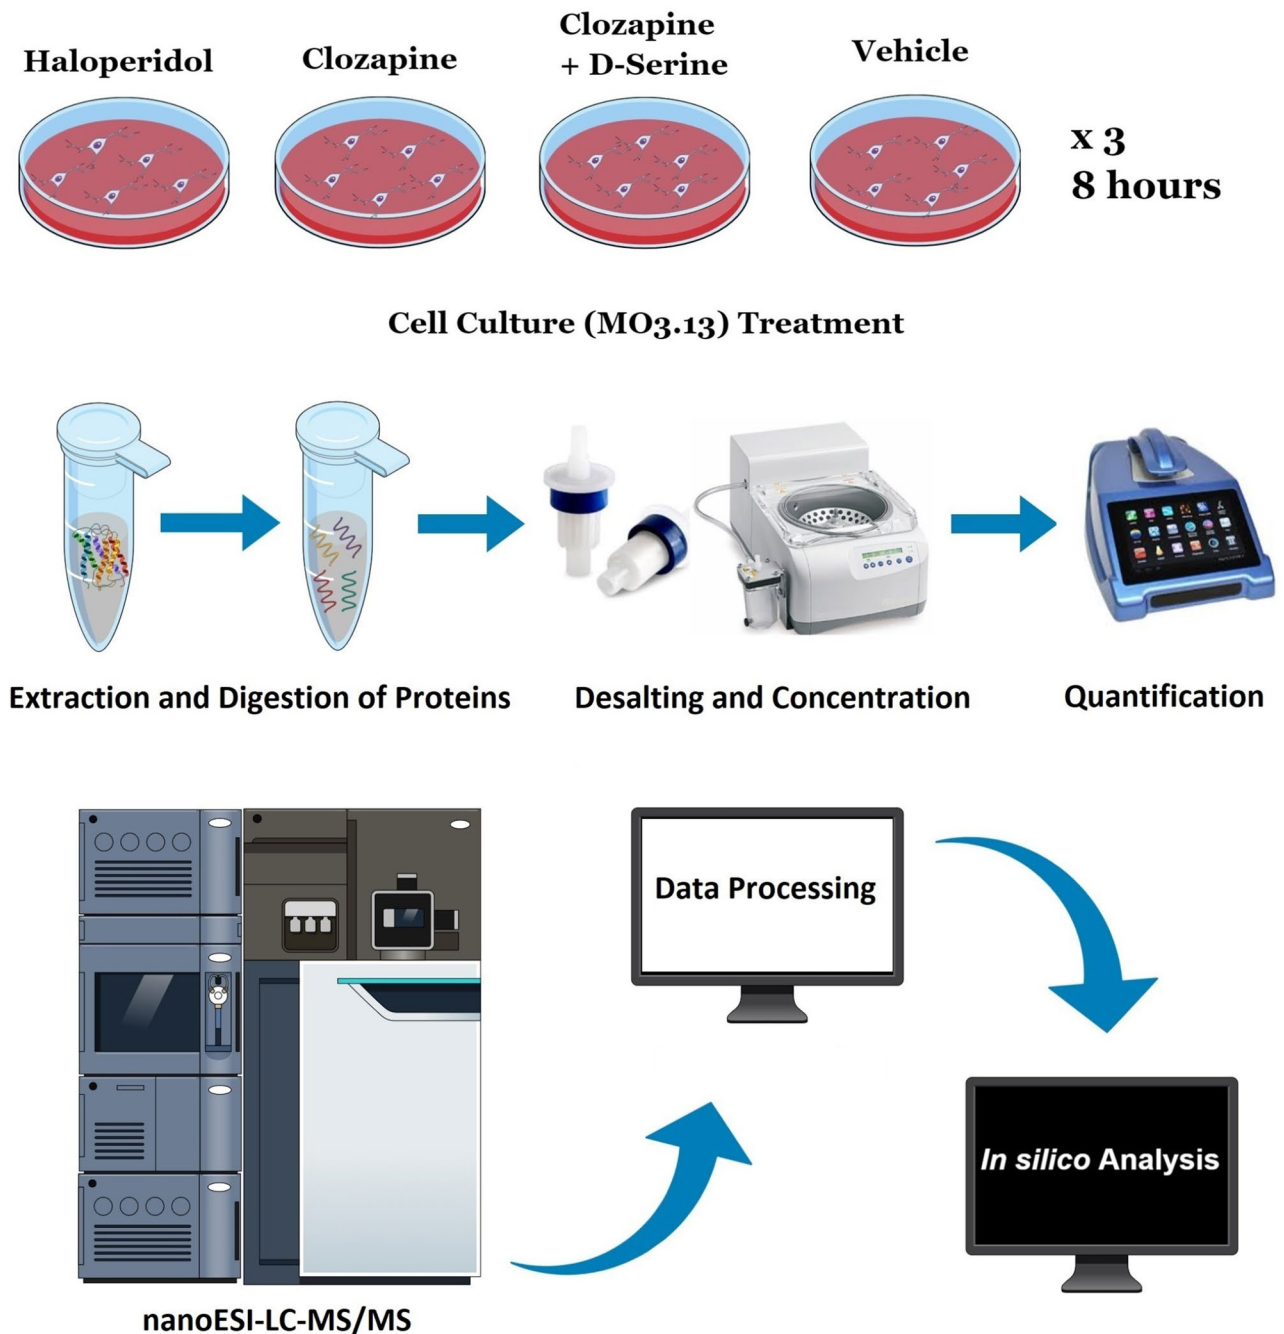 Haloperidol
Clozapine
Clozapine
+ D-Serine
Vehicle
x 3
8 hours
Cell Culture (MO3.13) Treatment
Extraction and Digestion of Proteins
Desalting and Concentration
Quantification
Data Processing
In silico Analysis
nanoESI-LC-MS/MS